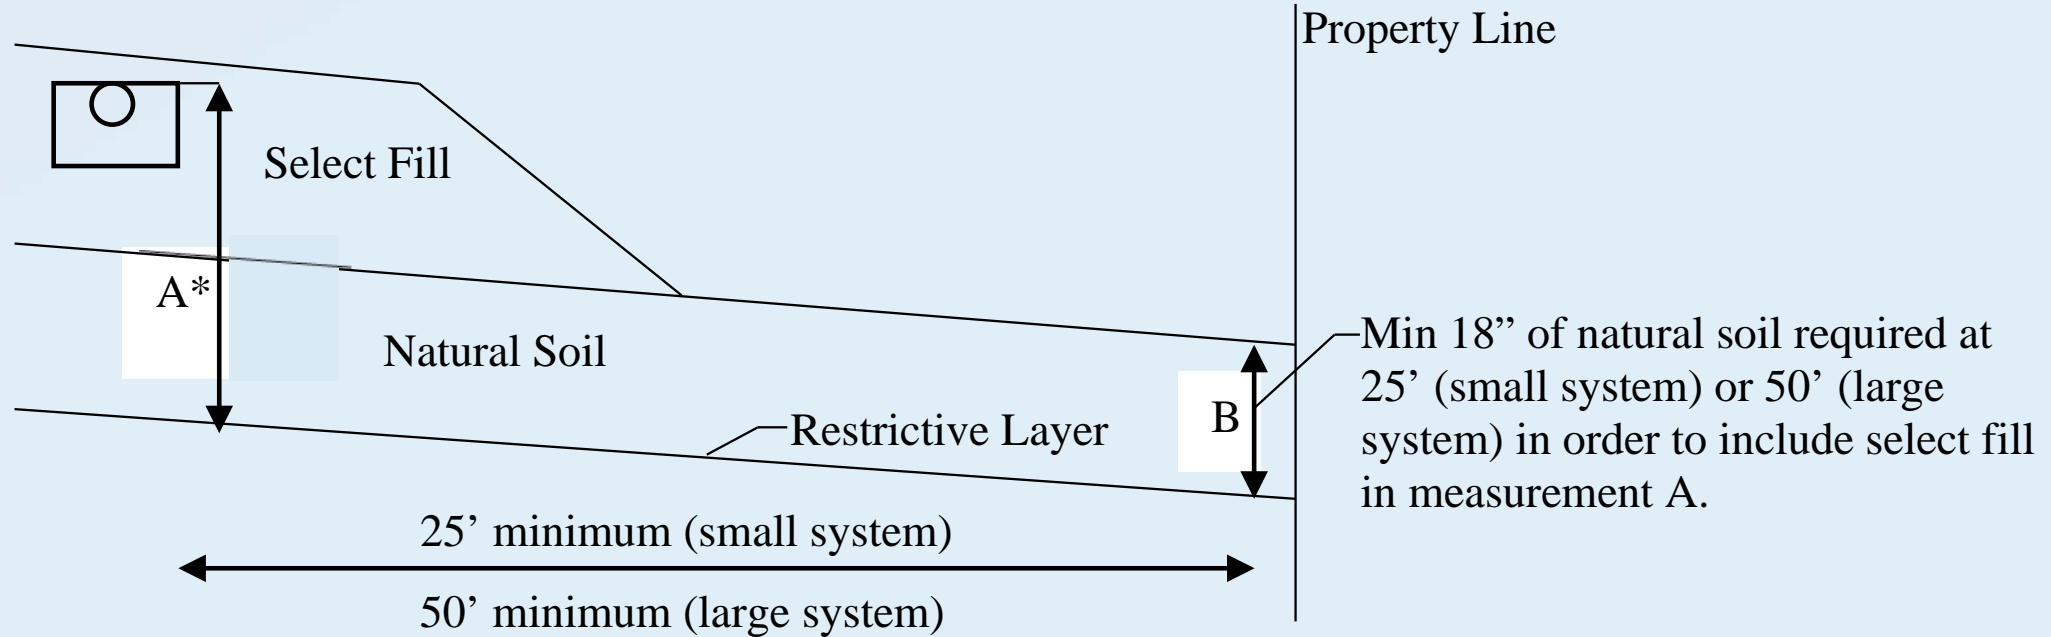 Property Line
Select Fill
A*
Natural Soil
Min 18” of natural soil required at
25’ (small system) or 50’ (large
system) in order to include select fill
in measurement A.
B
Restrictive Layer
25’ minimum (small system)
50’ minimum (large system)